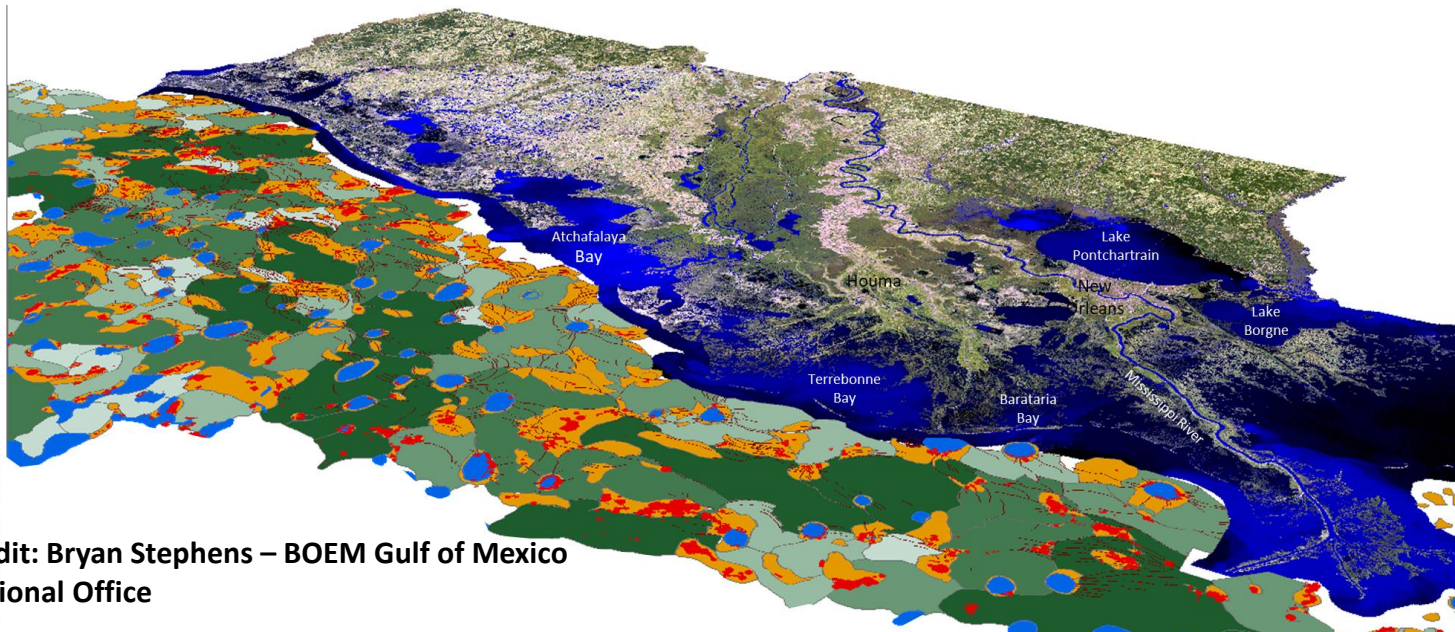 Atchafalaya
Bay
Houma
Lake
Pontchartrain
New
rleans
Lake
Borgne
Terrebonne
Bay
Barataria
Bay
Mississippi River
dit: Bryan Stephens – BOEM Gulf of Mexico
ional Office